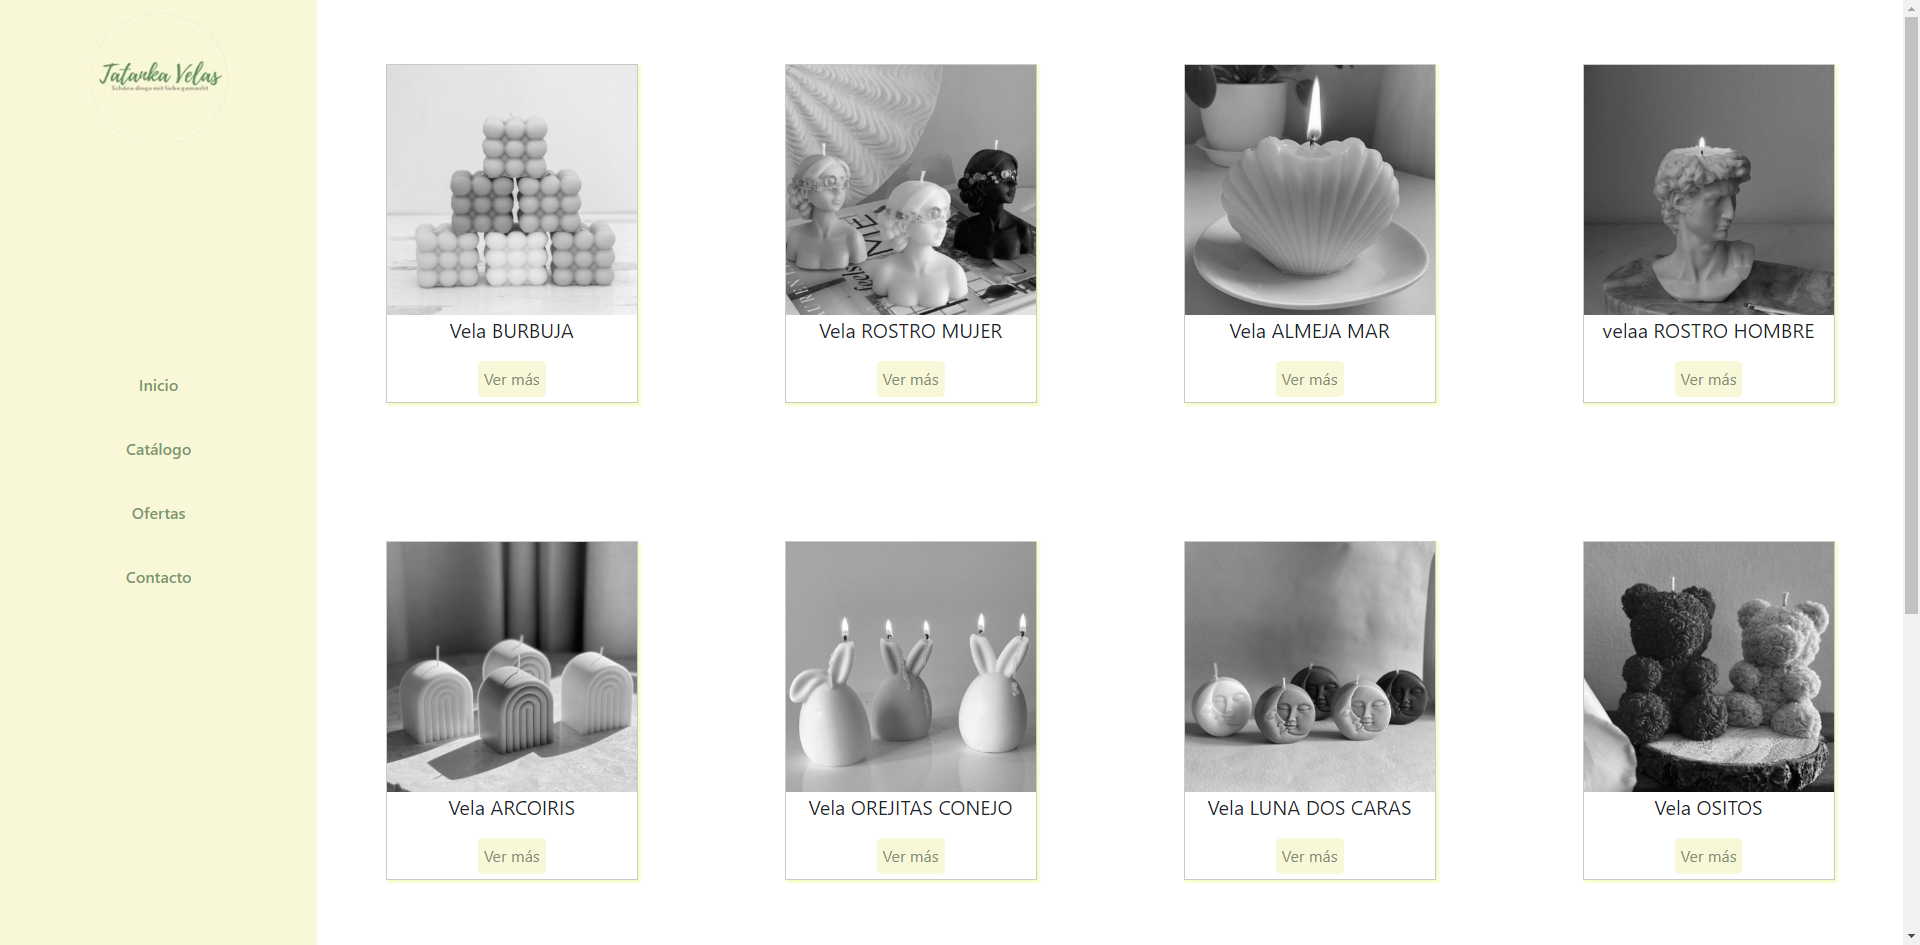 Tatanka Velas
Schöne dinge mit liebe gemacht
Inicio
Catálogo
Ofertas
Contacto
Vela BURBUJA
Ver más
Vela ROSTRO MUJER
Ver más
Vela ALMEJA MAR
Ver más
velaa ROSTRO HOMBRE
Ver más
Vela ARCOIRIS
Ver más
Vela OREJITAS CONEJO
Ver más
Vela LUNA DOS CARAS
Ver más
Vela OSITOS
Ver más